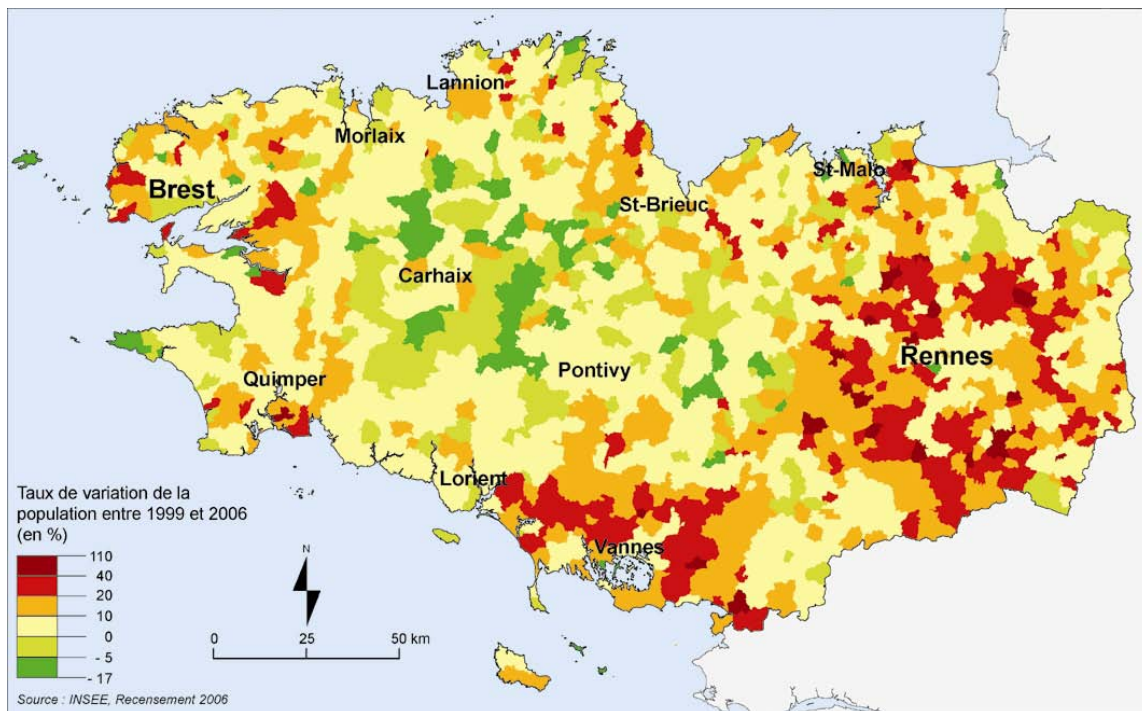 Lannion
Morlaix
Brest
St-Malo
St-Brieuc
Carhaix
Rennes
Pontivy
Quimper
Lorient
Vannes
Taux de variation de la
population entre 1999 et 2006
(en %)
110
40
20
10
0
- 5
- 17
N
0 25 50 km
Source : INSEE, Recensement 2006